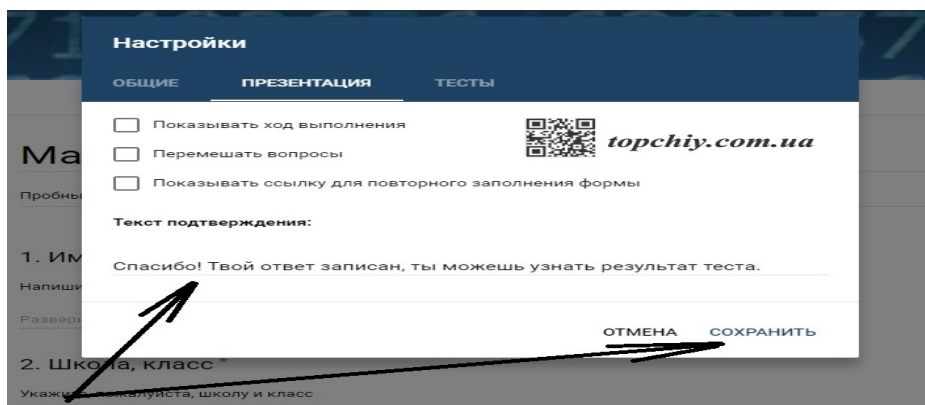 Настройки
ОБЩИЕ ПРЕЗЕНТАЦИЯ ТЕСТЫ
Показывать ход выполнения
topchiy.com.ua
Перемешать вопросы
Показывать ссылку для повторного заполнения формы
Текст подтверждения:
Спасибо! Твой ответ записан, ты можешь узнать результат теста.
ОТМЕНА СОХРАНИТЬ
Ма
Пробны
1. Им
Напиши
Разверн
2. Школа, класс *
Укажите пожалуйста, школу и класс